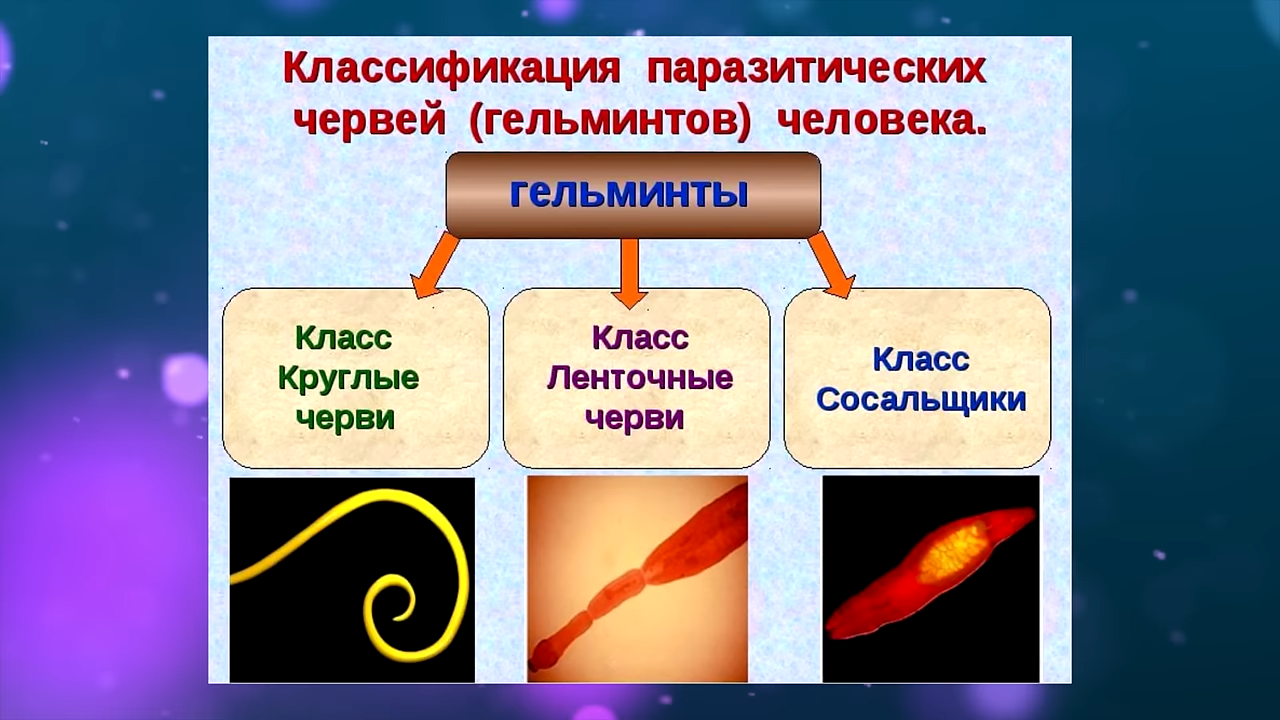 Классификация паразитических
червей (гельминтов) человека.
гельминты
Класс
Круглые
черви
Класс
Ленточные
черви
Класс
Сосальщики